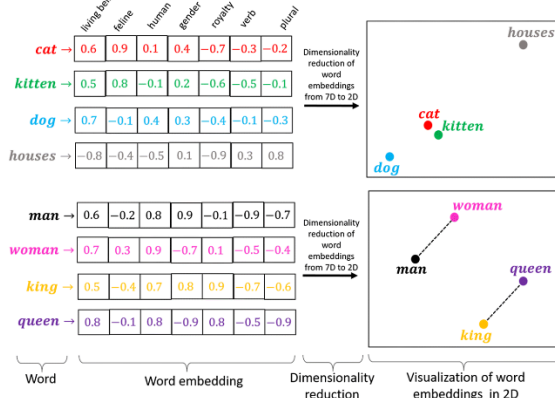 living bee
feline
human
gender
royalty
verb
plural
cat → 0.6 0.9 0.1 0.4 −0.7 −0.3 −0.2
kitten → 0.5 0.8 −0.1 0.2 −0.6 −0.5 −0.1
dog → 0.7 −0.1 0.4 0.3 −0.4 −0.1 −0.3
houses → −0.8 −0.4 −0.5 0.1 −0.9 0.3 0.8
Dimensionality
reduction of
word
embeddings
from 7D to 2D
houses
cat
kitten
dog
man → 0.6 −0.2 0.8 0.9 −0.1 −0.9 −0.7
woman → 0.7 0.3 0.9 −0.7 0.1 −0.5 −0.4
king → 0.5 −0.4 0.7 0.8 0.9 −0.7 −0.6
queen → 0.8 −0.1 0.8 −0.9 0.8 −0.5 −0.9
Dimensionality
reduction of
word
embeddings
from 7D to 2D
woman
man
queen
king
Word
Word embedding
Dimensionality
reduction
Visualization of word
embeddings in 2D